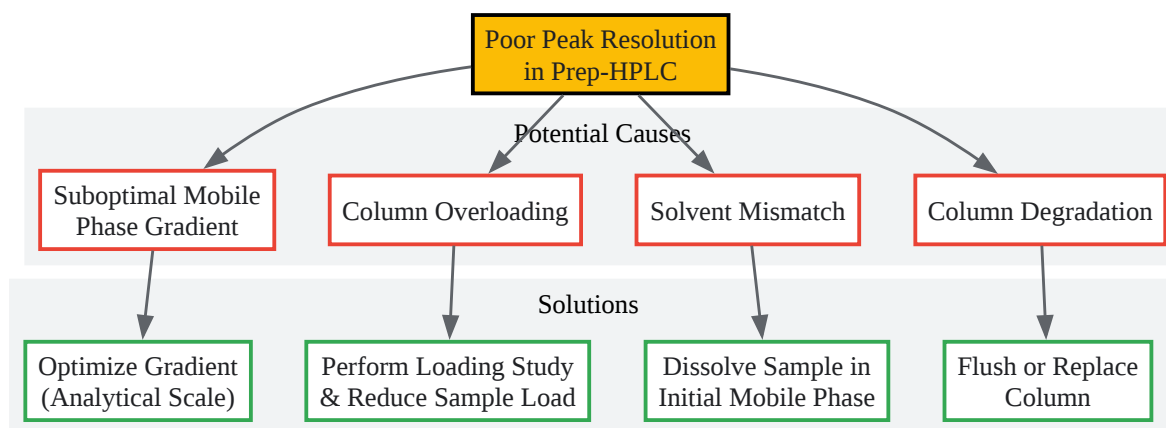 Poor Peak Resolution
in Prep-HPLC
Potential Causes
Suboptimal Mobile
Phase Gradient
Column Overloading
Solvent Mismatch
Column Degradation
Solutions
Optimize Gradient
(Analytical Scale)
Perform Loading Study
& Reduce Sample Load
Dissolve Sample in
Initial Mobile Phase
Flush or Replace
Column